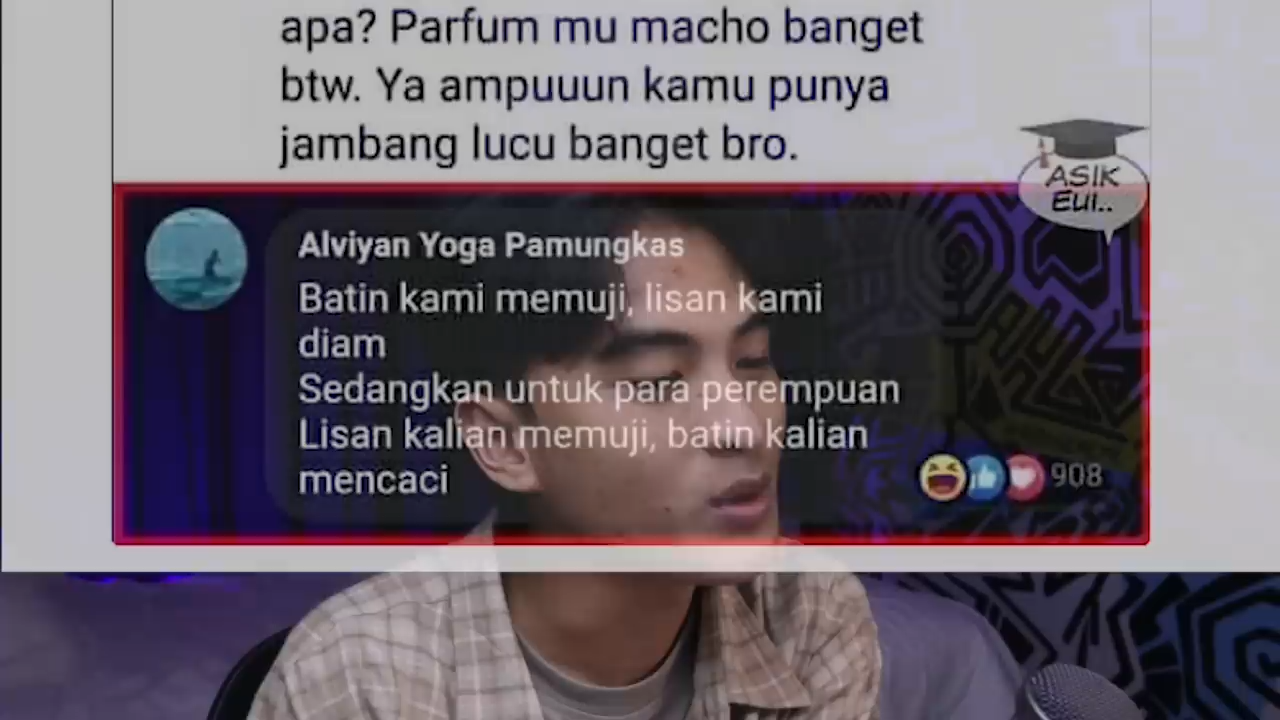 apa? Parfum mu macho banget
btw. Ya ampuuun kamu punya
jambang lucu banget bro.
ASIK
EUI..
Alviyan Yoga Pamungkas
Batin kami memuji, lisan kami
diam
Sedangkan untuk para perempuan
Lisan kalian memuji, batin kalian
mencaci
908